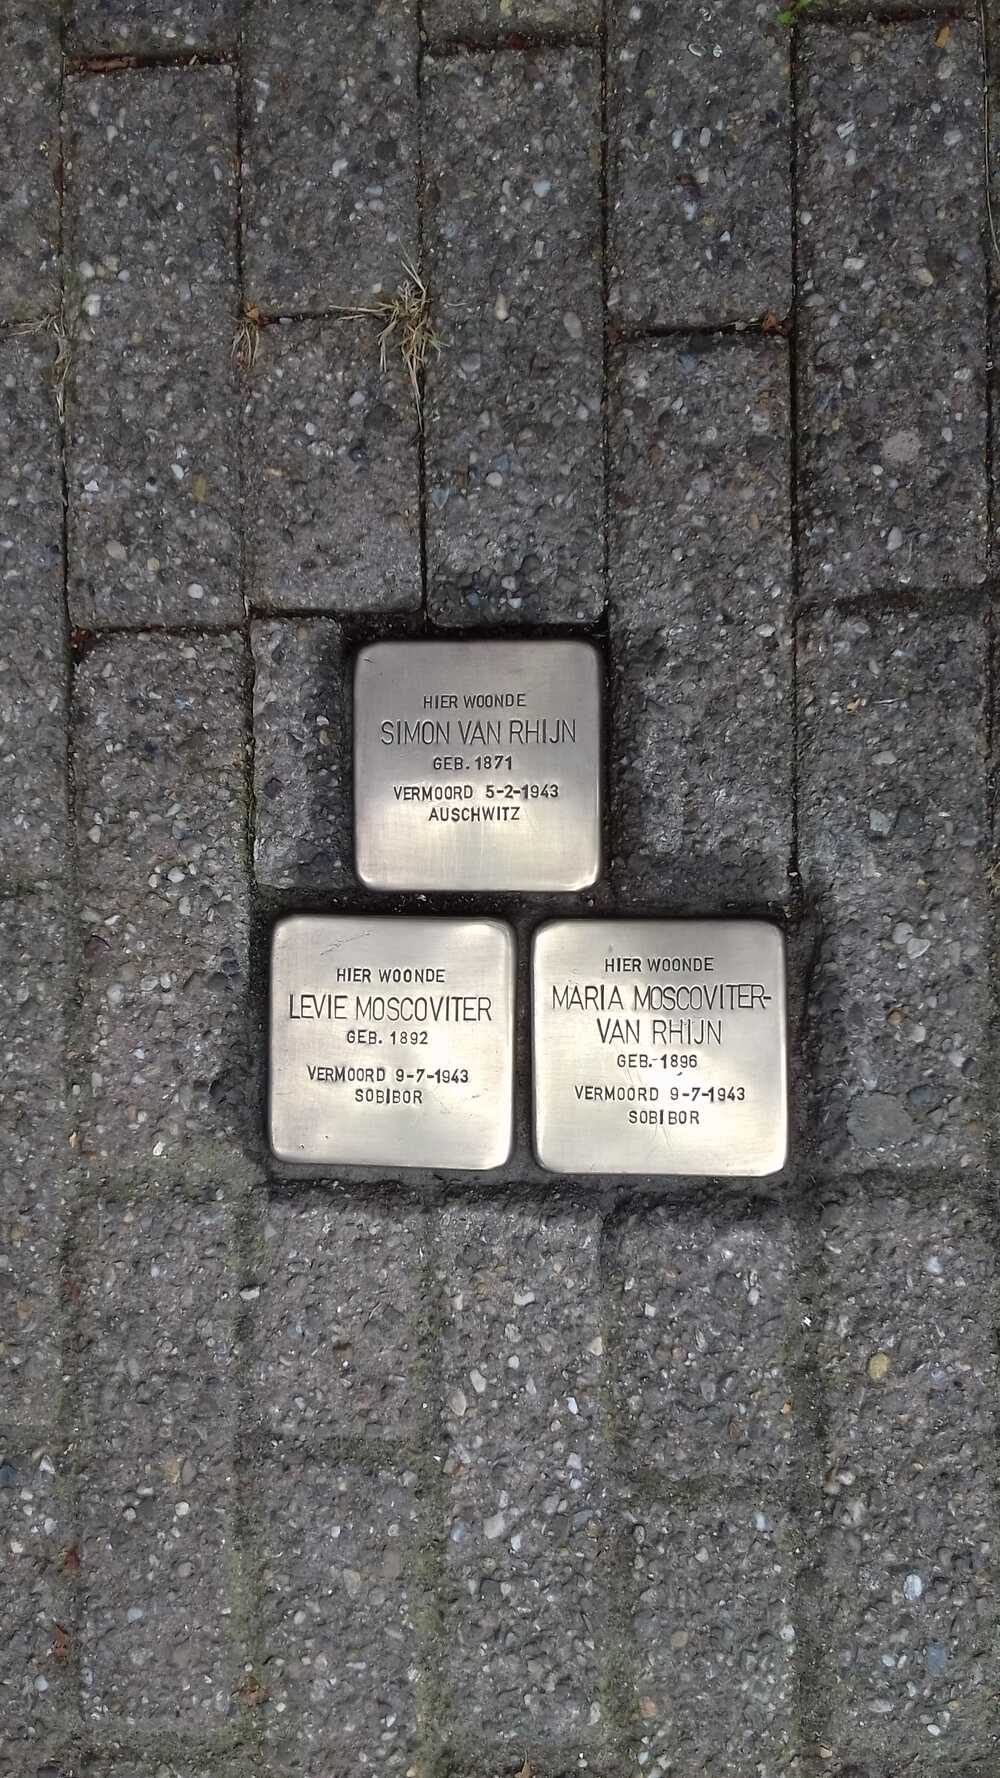 HIER WOONDE
SIMON VAN RHIJN
GEB. 1871
VERMOORD 5-2-1943
AUSCHWITZ
HIER WOONDE
LEVIE MOSCOVITER
GEB. 1892
VERMOORD 9-7-1943
SOBIBOR
HIER WOONDE
MARIA MOSCOVITER-
VAN RHIJN
GEB. 1896
VERMOORD 9-7-1943
SOBIBOR